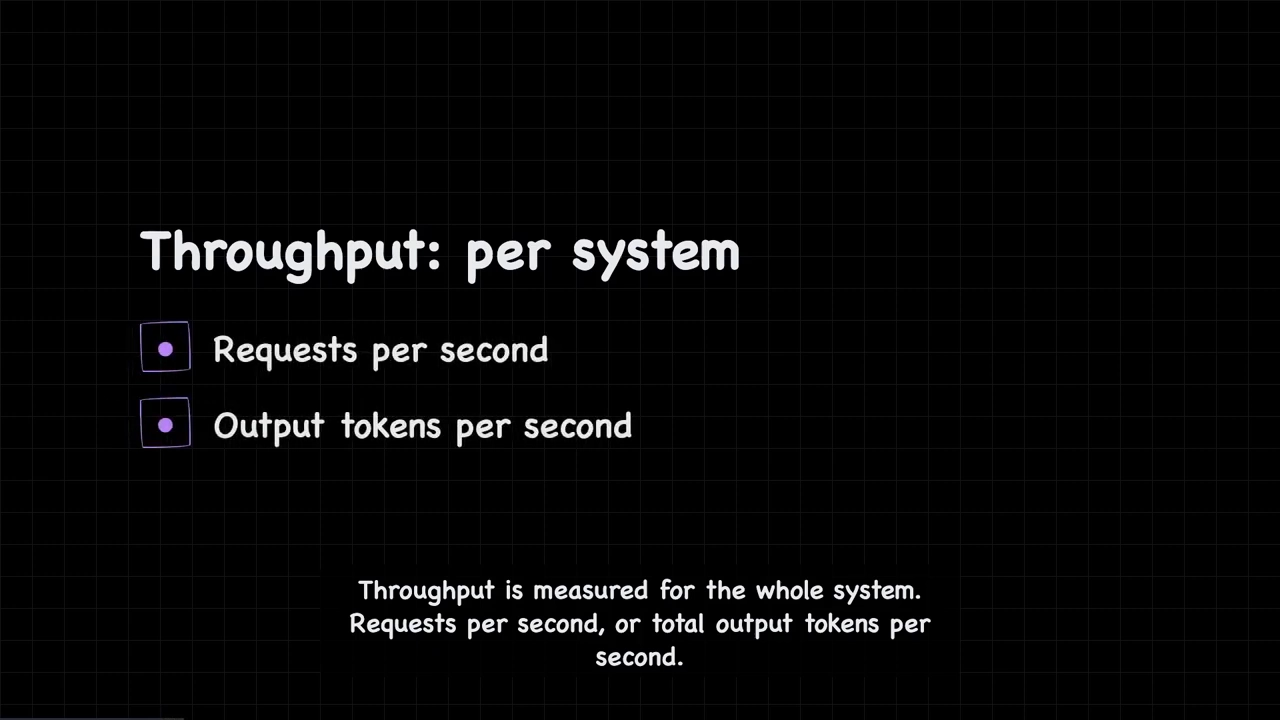 Throughput: per system
Requests per second
Output tokens per second
Throughput is measured for the whole system.
Requests per second, or total output tokens per
second.